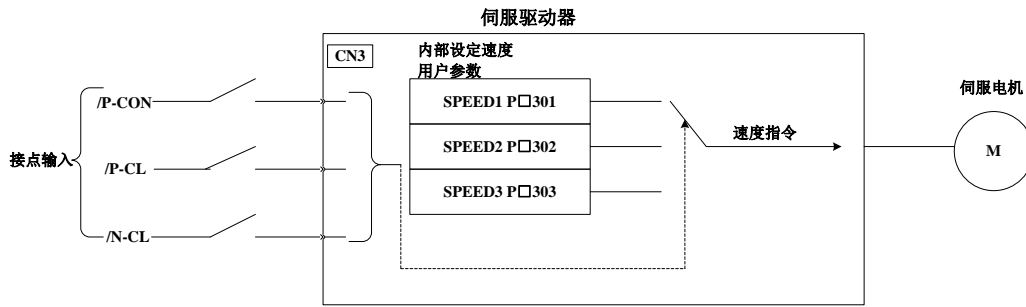 伺服驱动器
CN3
内部设定速度
用户参数
/P-CON
SPEED1 P□301
伺服电机
接点输入
/P-CL
SPEED2 P□302
速度指令
M
SPEED3 P□303
/N-CL